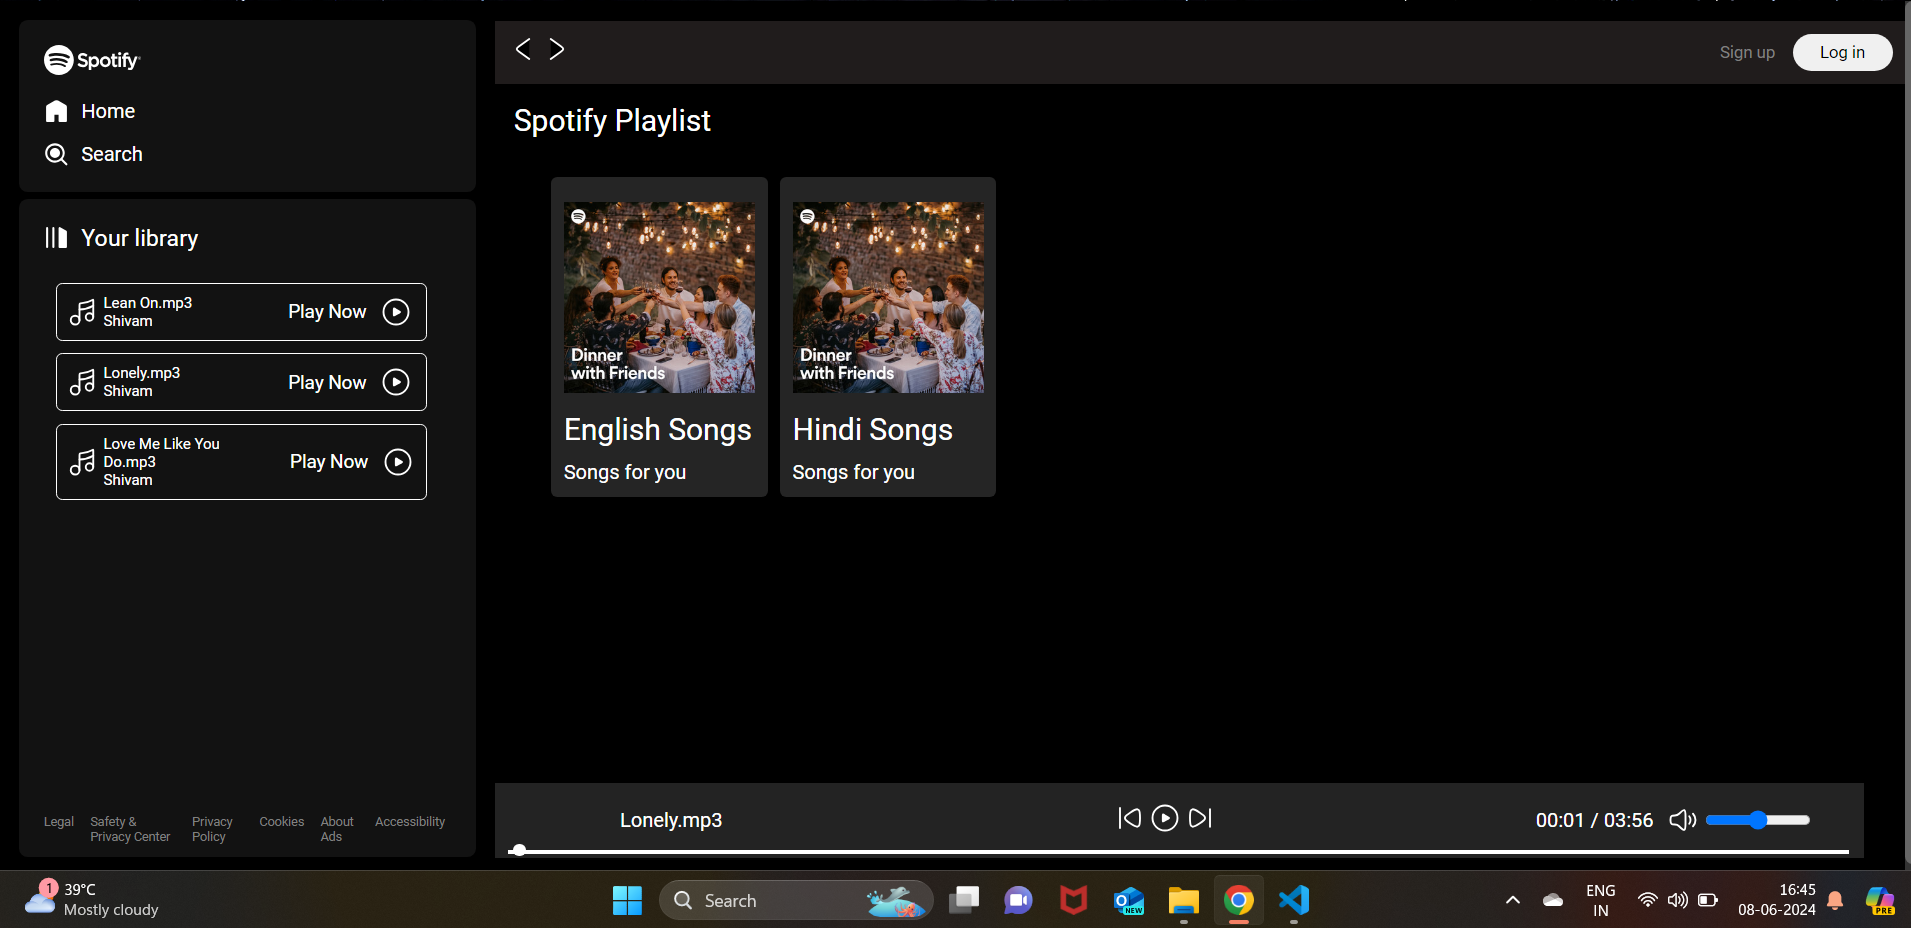 Spotify
Home
Search
Your library
Lean On.mp3
Shivam
Play Now
Lonely.mp3
Shivam
Play Now
Love Me Like You
Do.mp3
Shivam
Play Now
Legal
Safety &
Privacy Center
Privacy
Policy
Cookies
About
Ads
Accessibility
Sign up
Log in
Spotify Playlist
Dinner
with Friends
English Songs
Songs for you
Dinner
with Friends
Hindi Songs
Songs for you
Lonely.mp3
00:01 / 03:56
1
39°C
Mostly cloudy
Search
NEW
ENG
IN
16:45
08-06-2024
PRE